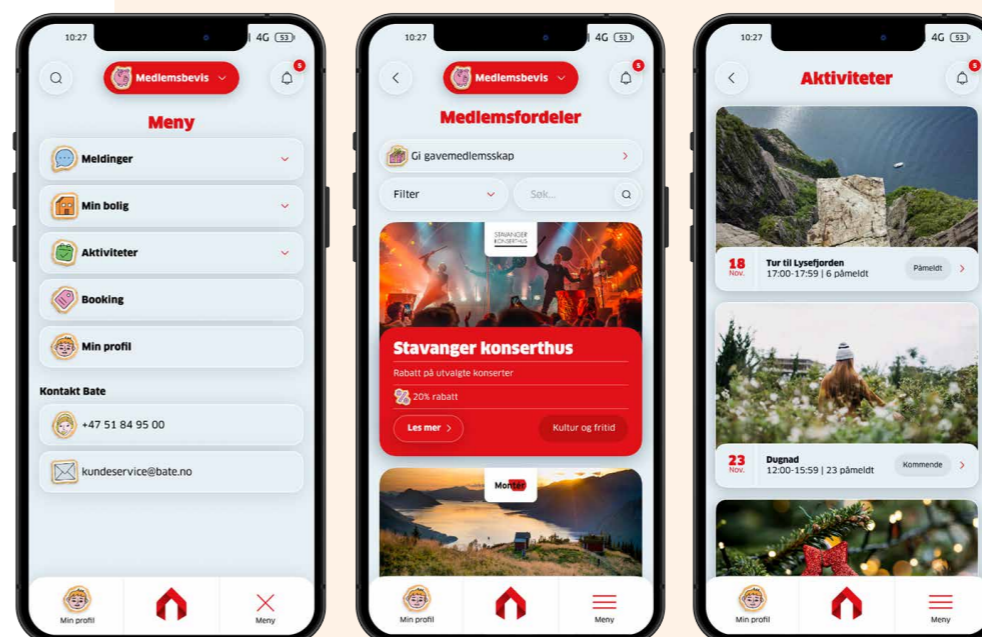 10:27
4G 53
Medlemsbevis
5
Meny
Meldinger
Min bolig
Aktiviteter
Booking
Min profil
Kontakt Bate
+47 51 84 95 00
kundeservice@bate.no
Min profil
Meny
10:27
4G 53
Medlemsbevis
5
Medlemsfordeler
Gi gavemedlemsskap
Filter
Søk...
STAVANGER
KONSERTHUS
Stavanger konserthus
Rabatt på utvalgte konserter
20% rabatt
Les mer
Kultur og fritid
Montér
Min profil
Meny
10:27
4G 53
Aktiviteter
5
18
Nov.
Tur til Lysefjorden
17:00-17:59 | 6 påmeldt
Påmeldt
23
Nov.
Dugnad
12:00-15:59 | 23 påmeldt
Kommende
Min profil
Meny